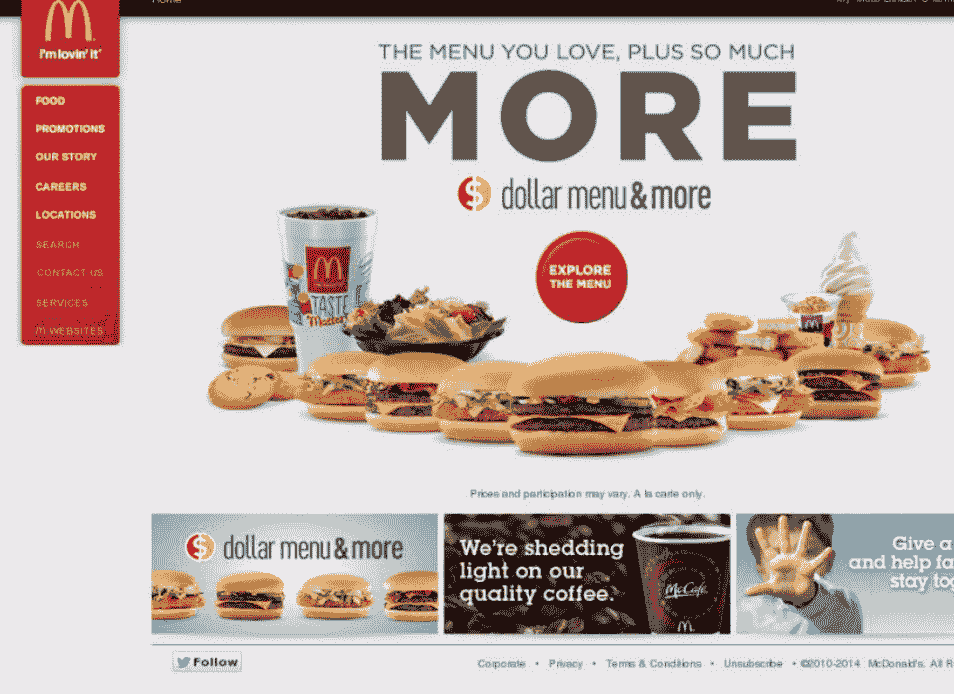 Home
I'm lovin' it
FOOD
PROMOTIONS
OUR STORY
CAREERS
LOCATIONS
SEARCH
CONTACT US
SERVICES
M WEBSITES
THE MENU YOU LOVE, PLUS SO MUCH
MORE
$ dollar menu & more
EXPLORE
THE MENU
TASTE
Prices and participation may vary. A la carte only.
$ dollar menu & more
We're shedding
light on our
quality coffee.
McCafé
Give a
and help fa
stay tog
Follow
Corporate • Privacy • Terms & Conditions • Unsubscribe • ©2010-2014 McDonald's. All R